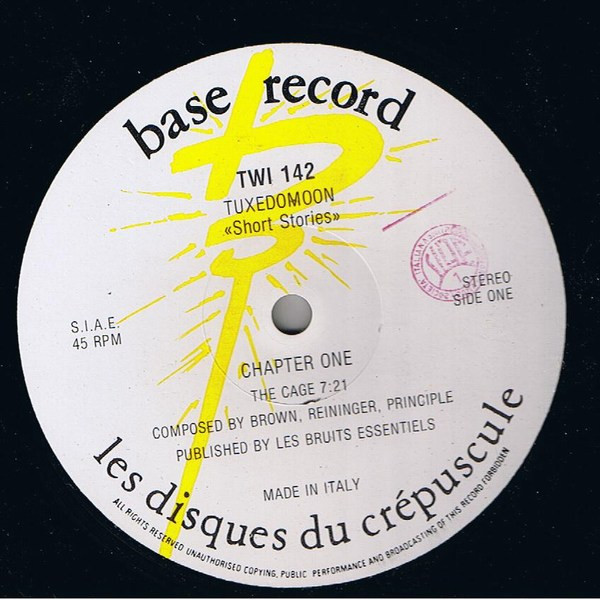 base record
TWI 142
TUXEDOMOON
«Short Stories»
STEREO
SIDE ONE
S.I.A.E.
45 RPM
CHAPTER ONE
THE CAGE 7:21
COMPOSED BY BROWN, REININGER, PRINCIPLE
PUBLISHED BY LES BRUITS ESSENTIELS
MADE IN ITALY
les disques du crépuscule
ALL RIGHTS RESERVED UNAUTHORISED COPYING, PUBLIC PERFORMANCE AND BROADCASTING OF THIS RECORD FORBIDDEN